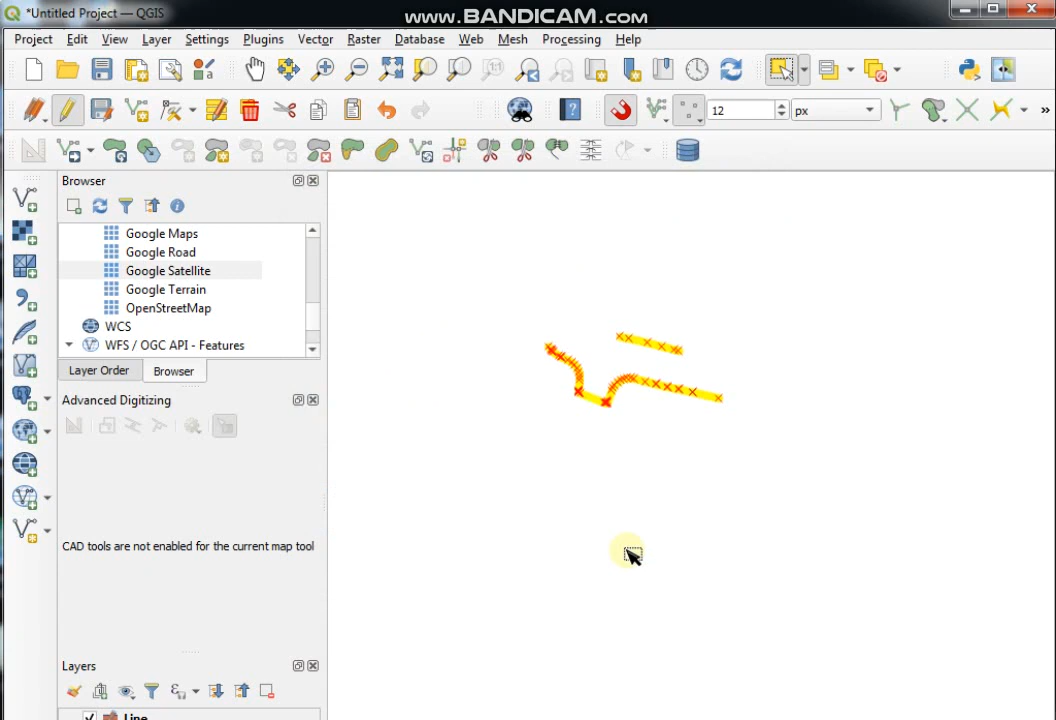 *Untitled Project — QGIS
www.BANDICAM.com
Project Edit View Layer Settings Plugins Vector Raster Database Web Mesh Processing Help
12 px »
Browser
Google Maps
Google Road
Google Satellite
Google Terrain
OpenStreetMap
WCS
WFS / OGC API - Features
Layer Order Browser
Advanced Digitizing
CAD tools are not enabled for the current map tool
Layers
Line